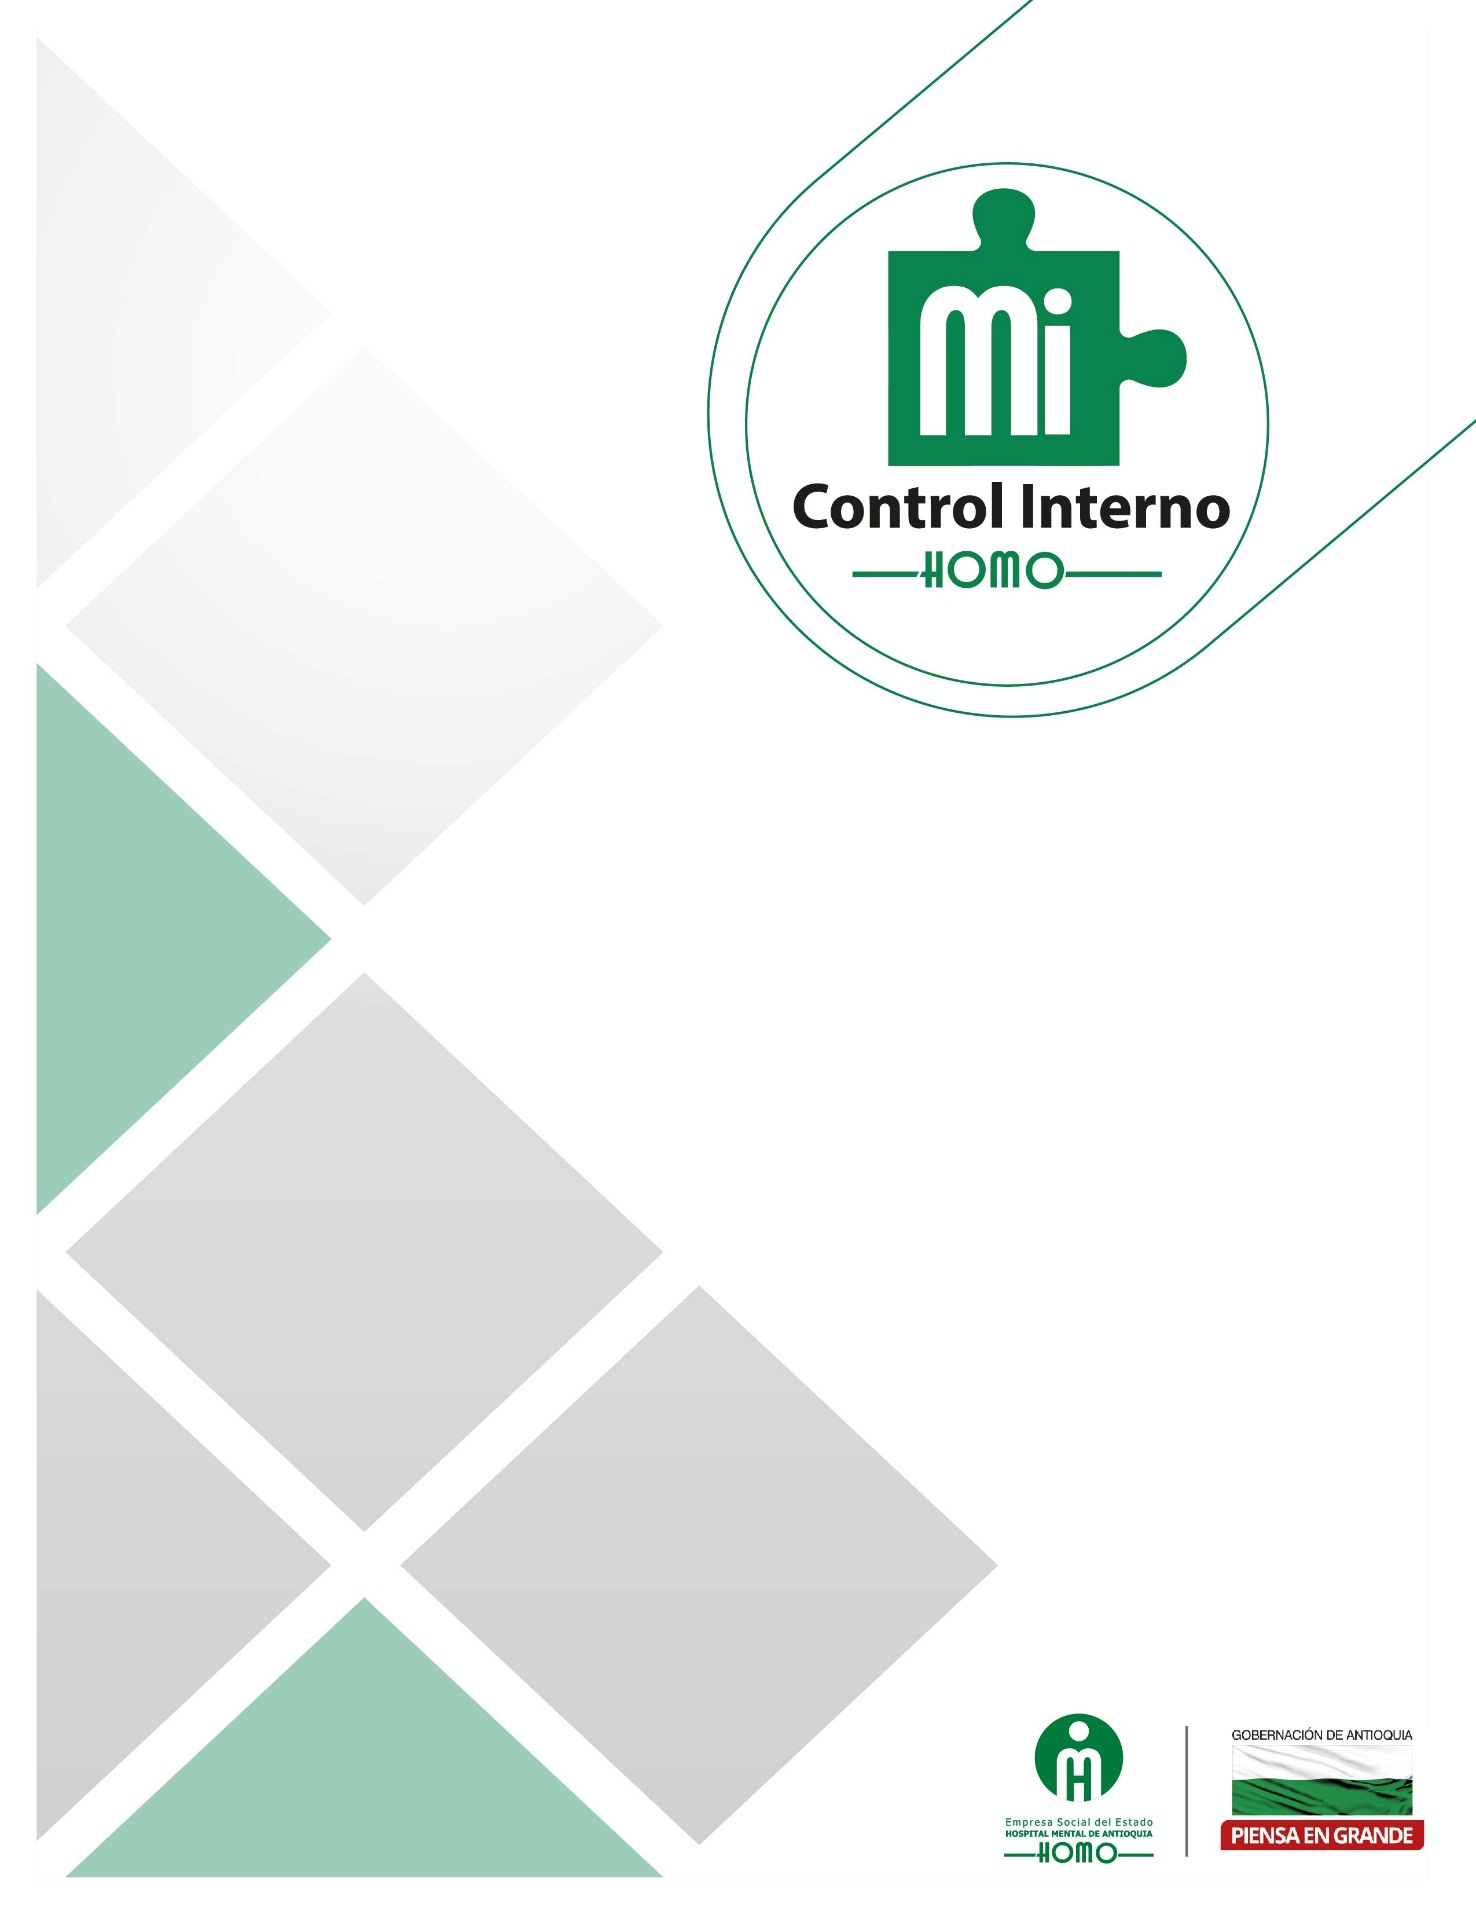 mi
Control Interno
HOMO
Empresa Social del Estado
HOSPITAL MENTAL DE ANTIOQUIA
HOMO
GOBERNACIÓN DE ANTIOQUIA
PIENSA EN GRANDE